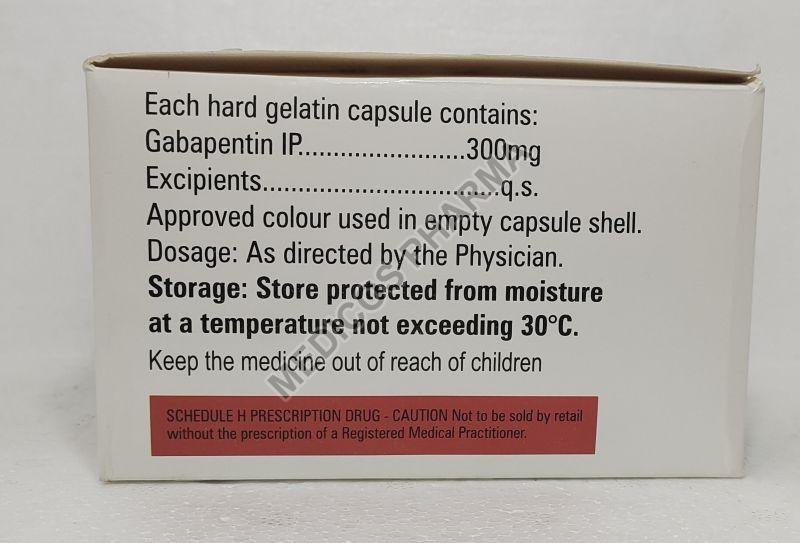 Each hard gelatin capsule contains:
Gabapentin IP........................300mg
Excipients.................................q.s.
Approved colour used in empty capsule shell.
Dosage: As directed by the Physician.
Storage: Store protected from moisture
at a temperature not exceeding 30°C.
Keep the medicine out of reach of children
SCHEDULE H PRESCRIPTION DRUG - CAUTION Not to be sold by retail
without the prescription of a Registered Medical Practitioner.
MEDICOS PHARMA